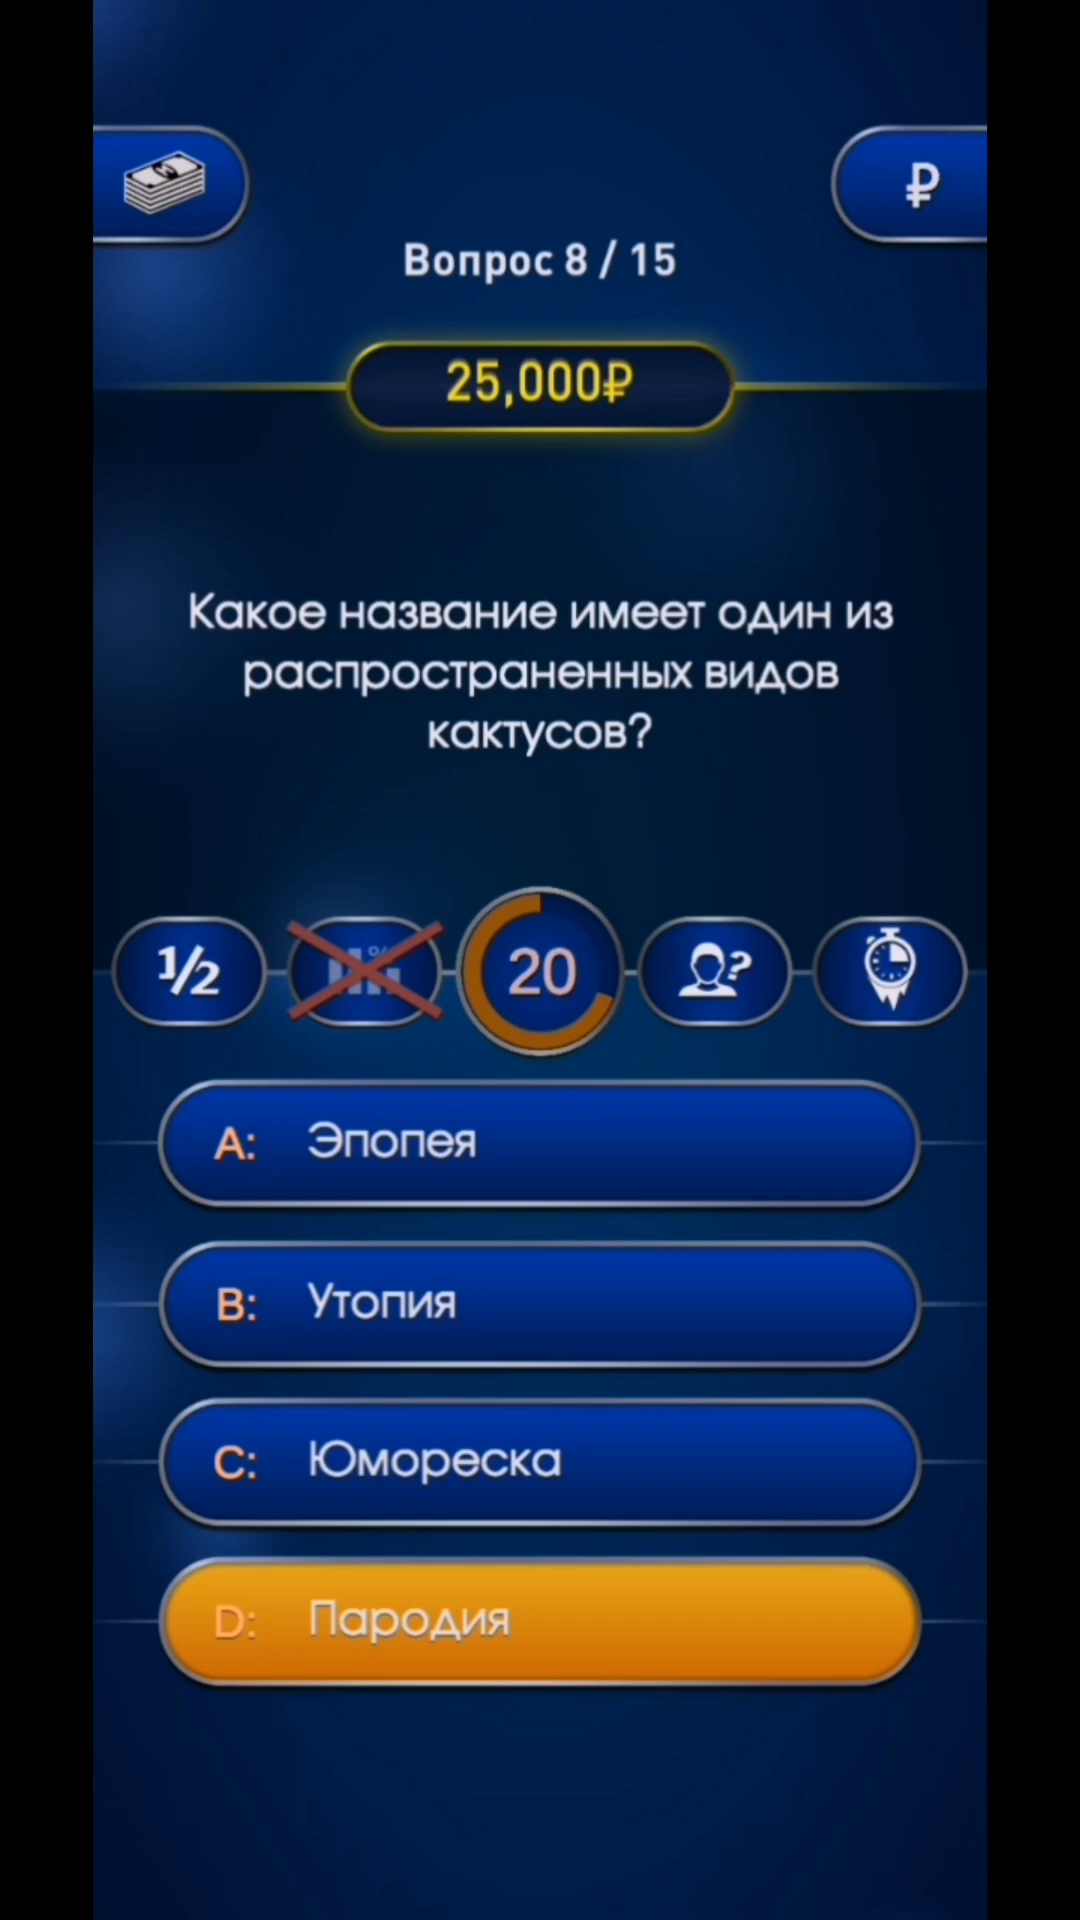 ₽
Вопрос 8 / 15
25,000₽
Какое название имеет один из
распространенных видов
кактусов?
1/2
%
20
?
A: Эпопея
B: Утопия
C: Юмореска
D: Пародия